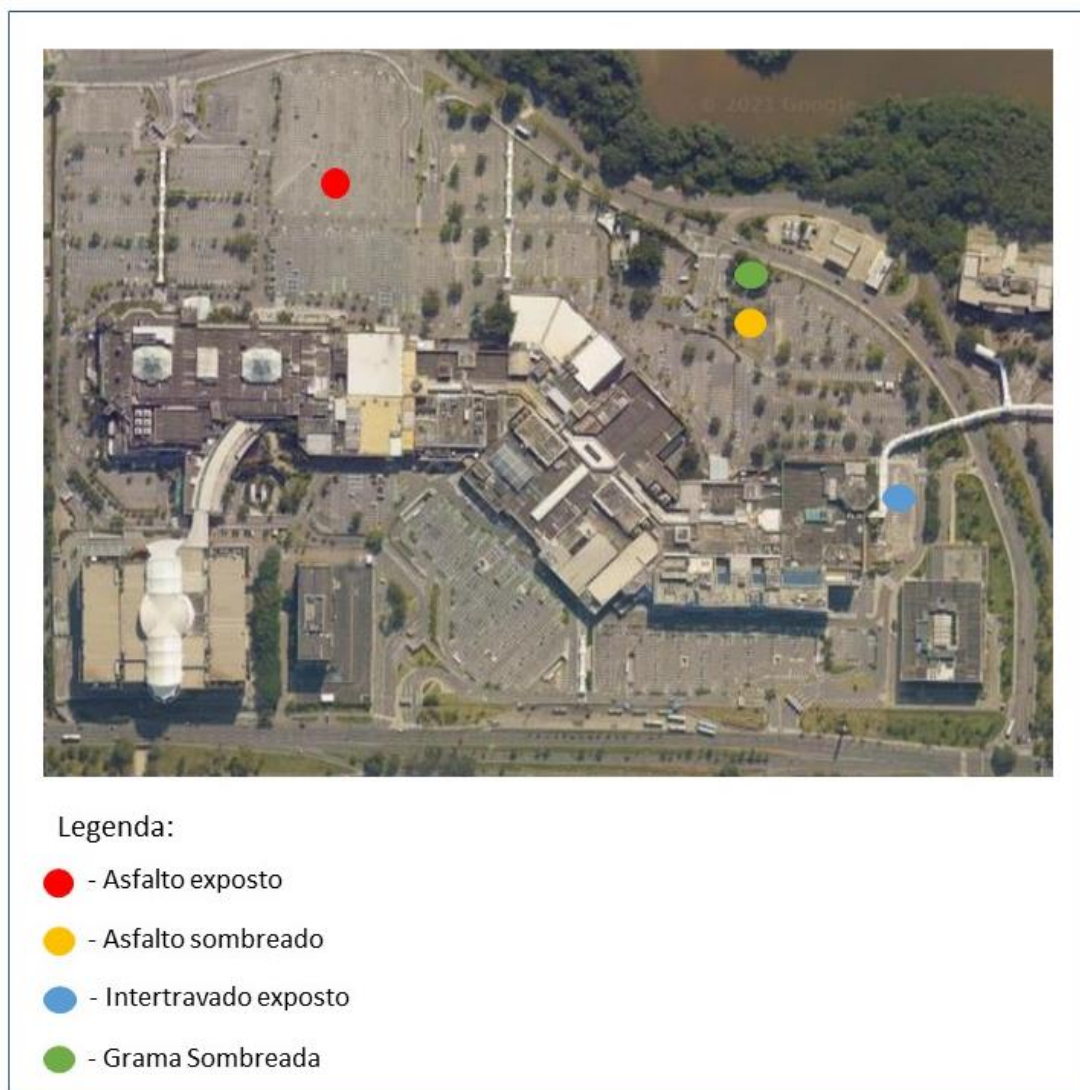 © 2021 Google
Legenda:
- Asfalto exposto
- Asfalto sombreado
- Intertravado exposto
- Grama Sombreada